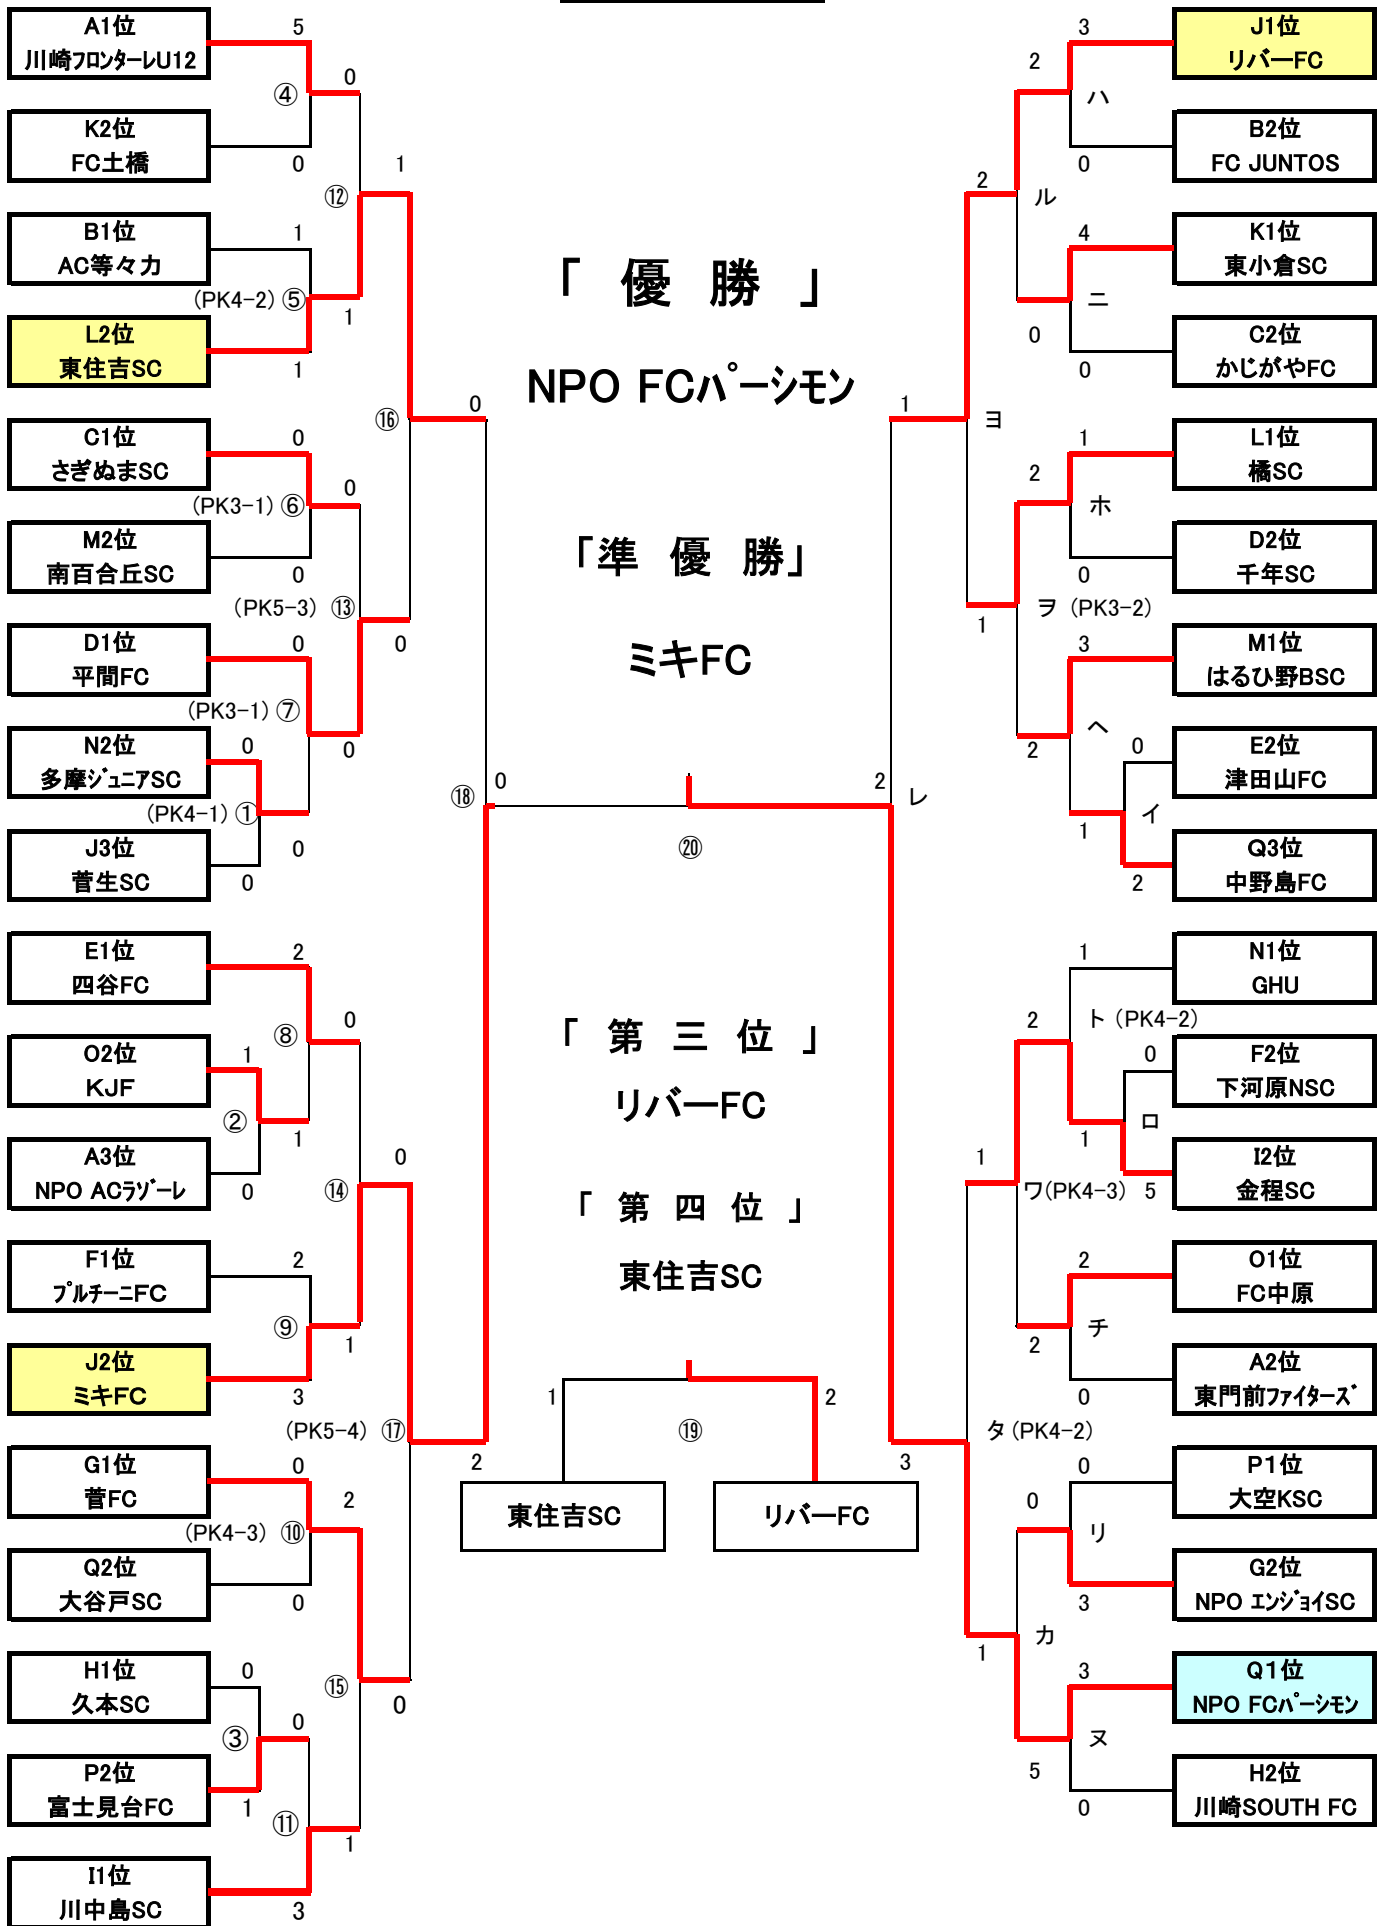 A1位
川崎フロンターレU12
5
0
④
K2位
FC土橋
0
1
⑫
B1位
AC等々力
1
(PK4-2) ⑤
1
L2位
東住吉SC
1
0
⑯
C1位
さぎぬまSC
0
0
(PK3-1) ⑥
M2位
南百合丘SC
0
(PK5-3) ⑬
0
D1位
平間FC
0
(PK3-1) ⑦
0
N2位
多摩ジュニアSC
0
(PK4-1) ①
0
J3位
菅生SC
0
⑱
0
E1位
四谷FC
2
0
⑧
O2位
KJF
1
②
1
A3位
NPO ACラゾーレ
0
0
⑭
F1位
プルチーニFC
2
⑨
1
J2位
ミキFC
3
(PK5-4) ⑰
2
G1位
菅FC
0
2
(PK4-3) ⑩
Q2位
大谷戸SC
0
⑮
0
H1位
久本SC
0
0
③
P2位
富士見台FC
1
⑪
1
I1位
川中島SC
3
「 優 勝 」
NPO FCパーシモン
「準 優 勝」
ミキFC
⑳
「 第 三 位 」
リバーFC
「 第 四 位 」
東住吉SC
1
2
⑲
東住吉SC
リバーFC
J1位
リバーFC
3
2
ハ
B2位
FC JUNTOS
0
2
ル
K1位
東小倉SC
4
ニ
0
C2位
かじがやFC
0
1
ヨ
L1位
橘SC
1
2
ホ
D2位
千年SC
0
ヲ (PK3-2)
1
M1位
はるひ野BSC
3
ヘ
2
E2位
津田山FC
0
イ
1
Q3位
中野島FC
2
2
レ
N1位
GHU
1
2
ト (PK4-2)
F2位
下河原NSC
0
ロ
1
I2位
金程SC
5
1
ワ(PK4-3)
O1位
FC中原
2
チ
2
A2位
東門前ファイターズ
0
タ (PK4-2)
3
P1位
大空KSC
0
0
リ
G2位
NPO エンジョイSC
3
カ
1
Q1位
NPO FCパーシモン
3
ヌ
5
H2位
川崎SOUTH FC
0